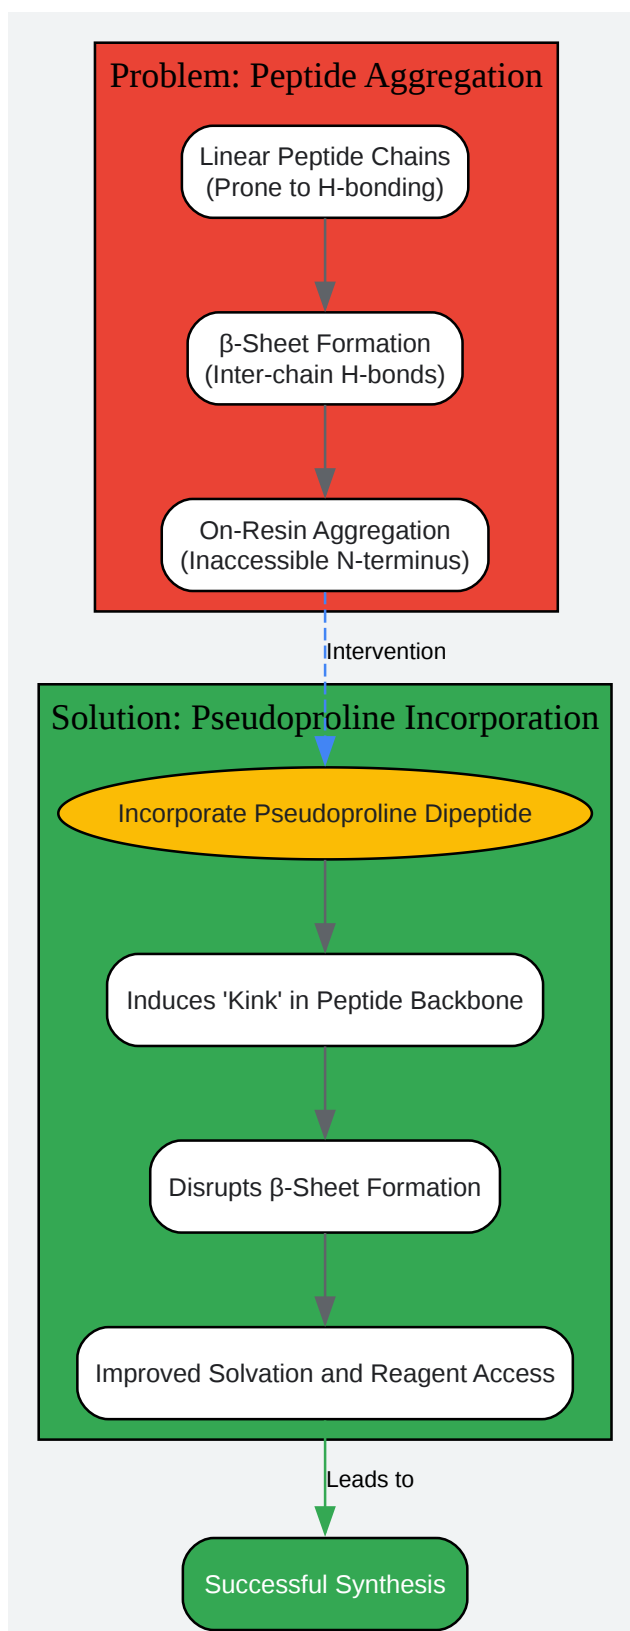 Problem: Peptide Aggregation
Linear Peptide Chains
(Prone to H-bonding)
β-Sheet Formation
(Inter-chain H-bonds)
On-Resin Aggregation
(Inaccessible N-terminus)
Intervention
Solution: Pseudoproline Incorporation
Incorporate Pseudoproline Dipeptide
Induces 'Kink' in Peptide Backbone
Disrupts β-Sheet Formation
Improved Solvation and Reagent Access
Leads to
Successful Synthesis